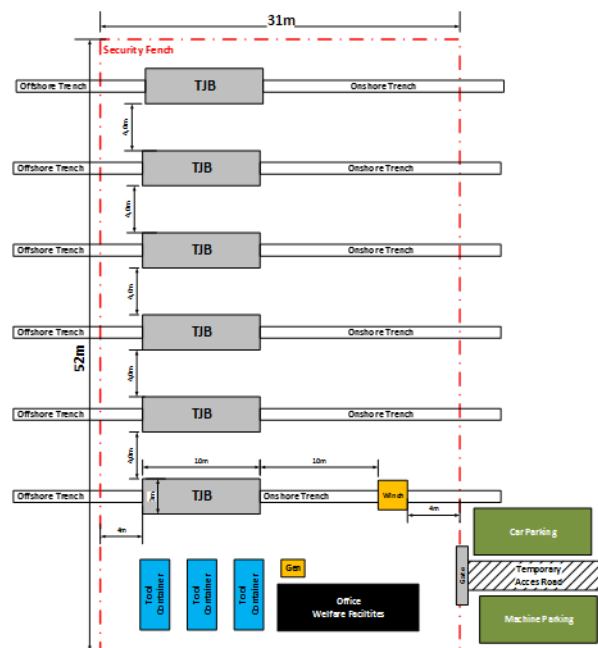 31m
Security Fench
Offshore Trench
TJB
Onshore Trench
4,0m
Offshore Trench
TJB
Onshore Trench
4,0m
Offshore Trench
TJB
Onshore Trench
4,0m
Offshore Trench
TJB
Onshore Trench
52m
4,0m
Offshore Trench
TJB
Onshore Trench
4,0m
10m
10m
Offshore Trench
3m
TJB
Onshore Trench
Winch
4m
4m
Car Parking
Tool
Container
Tool
Container
Tool
Container
Gen
Office
Welfare Faciltites
Gate
Temporary
Acces Road
Machine Parking